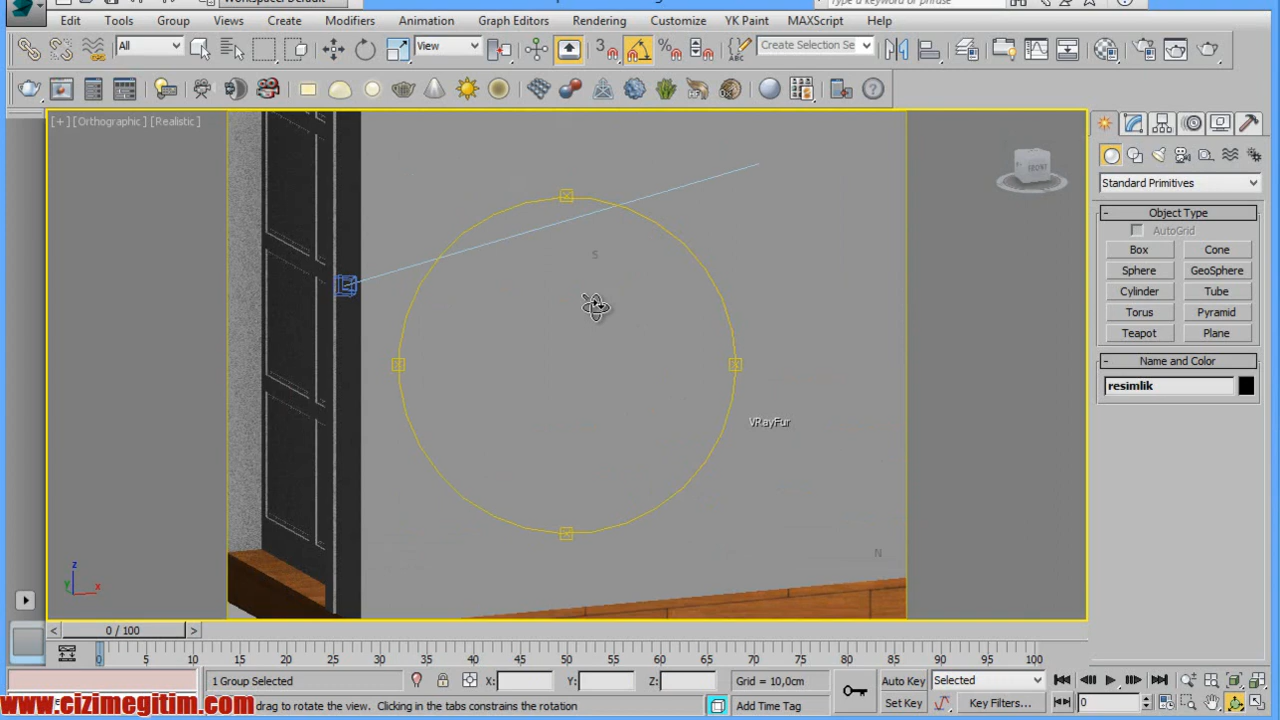 Edit Tools Group Views Create Modifiers Animation Graph Editors Rendering Customize YK Paint MAXScript Help
All View 3 ABC Create Selection Se
[+] [Orthographic] [Realistic]
FRONT
Standard Primitives
Object Type
AutoGrid
Box Cone
Sphere GeoSphere
Cylinder Tube
Torus Pyramid
Teapot Plane
Name and Color
resimlik
S
VRayFur
N
z
y x
< 0 / 100 >
0 5 10 15 20 25 30 35 40 45 50 55 60 65 70 75 80 85 90 95 100
1 Group Selected X: Y: Z: Grid = 10,0cm Auto Key Selected
www.cizimegitim.com drag to rotate the view. Clicking in the tabs constrains the rotation Add Time Tag Set Key Key Filters... 0